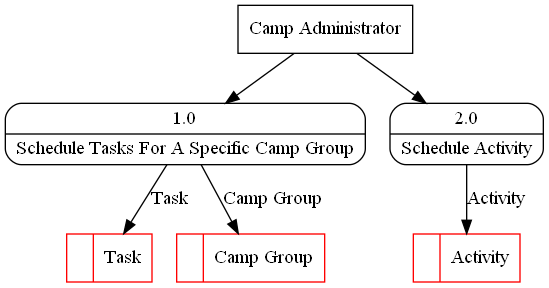 Camp Administrator
1.0
Schedule Tasks For A Specific Camp Group
2.0
Schedule Activity
Task
Camp Group
Activity
Task
Camp Group
Activity